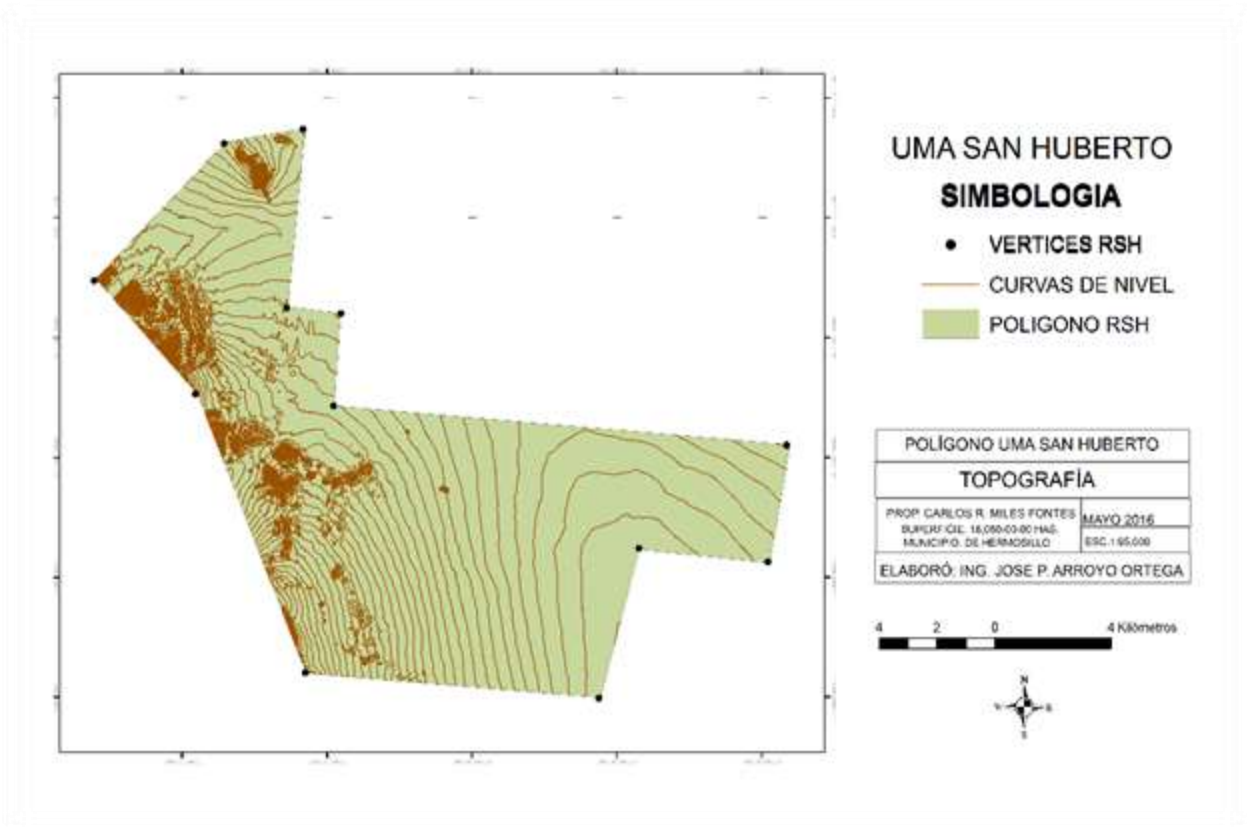 UMA SAN HUBERTO
SIMBOLOGIA
VERTICES RSH
CURVAS DE NIVEL
POLIGONO RSH
POLÍGONO UMA SAN HUBERTO
TOPOGRAFÍA
PROP. CARLOS R. MILES FONTES
MAYO 2016
MUNICIPIO. DE HERMOSILLO
ELABORÓ: ING. JOSE P. ARROYO ORTEGA
4 2 0 4 Kilómetros
N
S